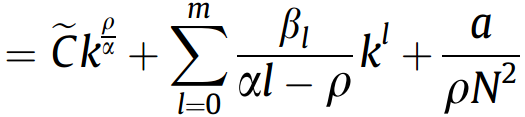 $= \widetilde{C} k^{\frac{\rho}{\alpha}} + \sum_{l=0}^{m} \frac{\beta_l}{\alpha l - \rho} k^l + \frac{a}{\rho N^2}$